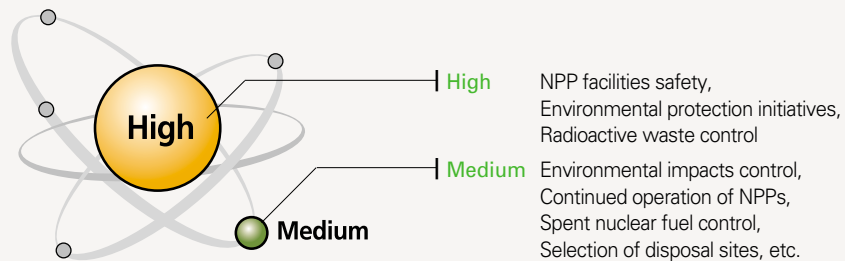 High
High NPP facilities safety,
Environmental protection initiatives,
Radioactive waste control
Medium Environmental impacts control,
Continued operation of NPPs,
Spent nuclear fuel control,
Selection of disposal sites, etc.
Medium